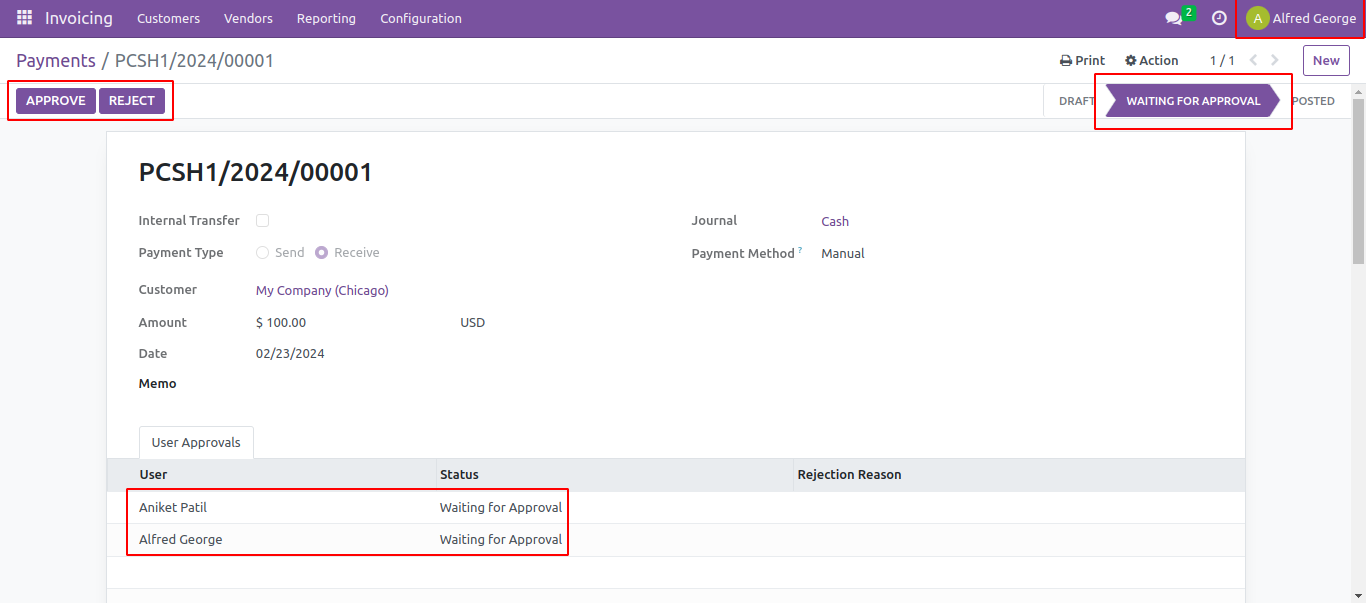 Invoicing Customers Vendors Reporting Configuration 2 A Alfred George
Payments / PCSH1/2024/00001 Print Action 1 / 1 New
APPROVE REJECT DRAFT WAITING FOR APPROVAL POSTED
PCSH1/2024/00001
Internal Transfer Journal Cash
Payment Type Send Receive Payment Method ? Manual
Customer My Company (Chicago)
Amount $ 100.00 USD
Date 02/23/2024
Memo
User Approvals
User Status Rejection Reason
Aniket Patil Waiting for Approval
Alfred George Waiting for Approval